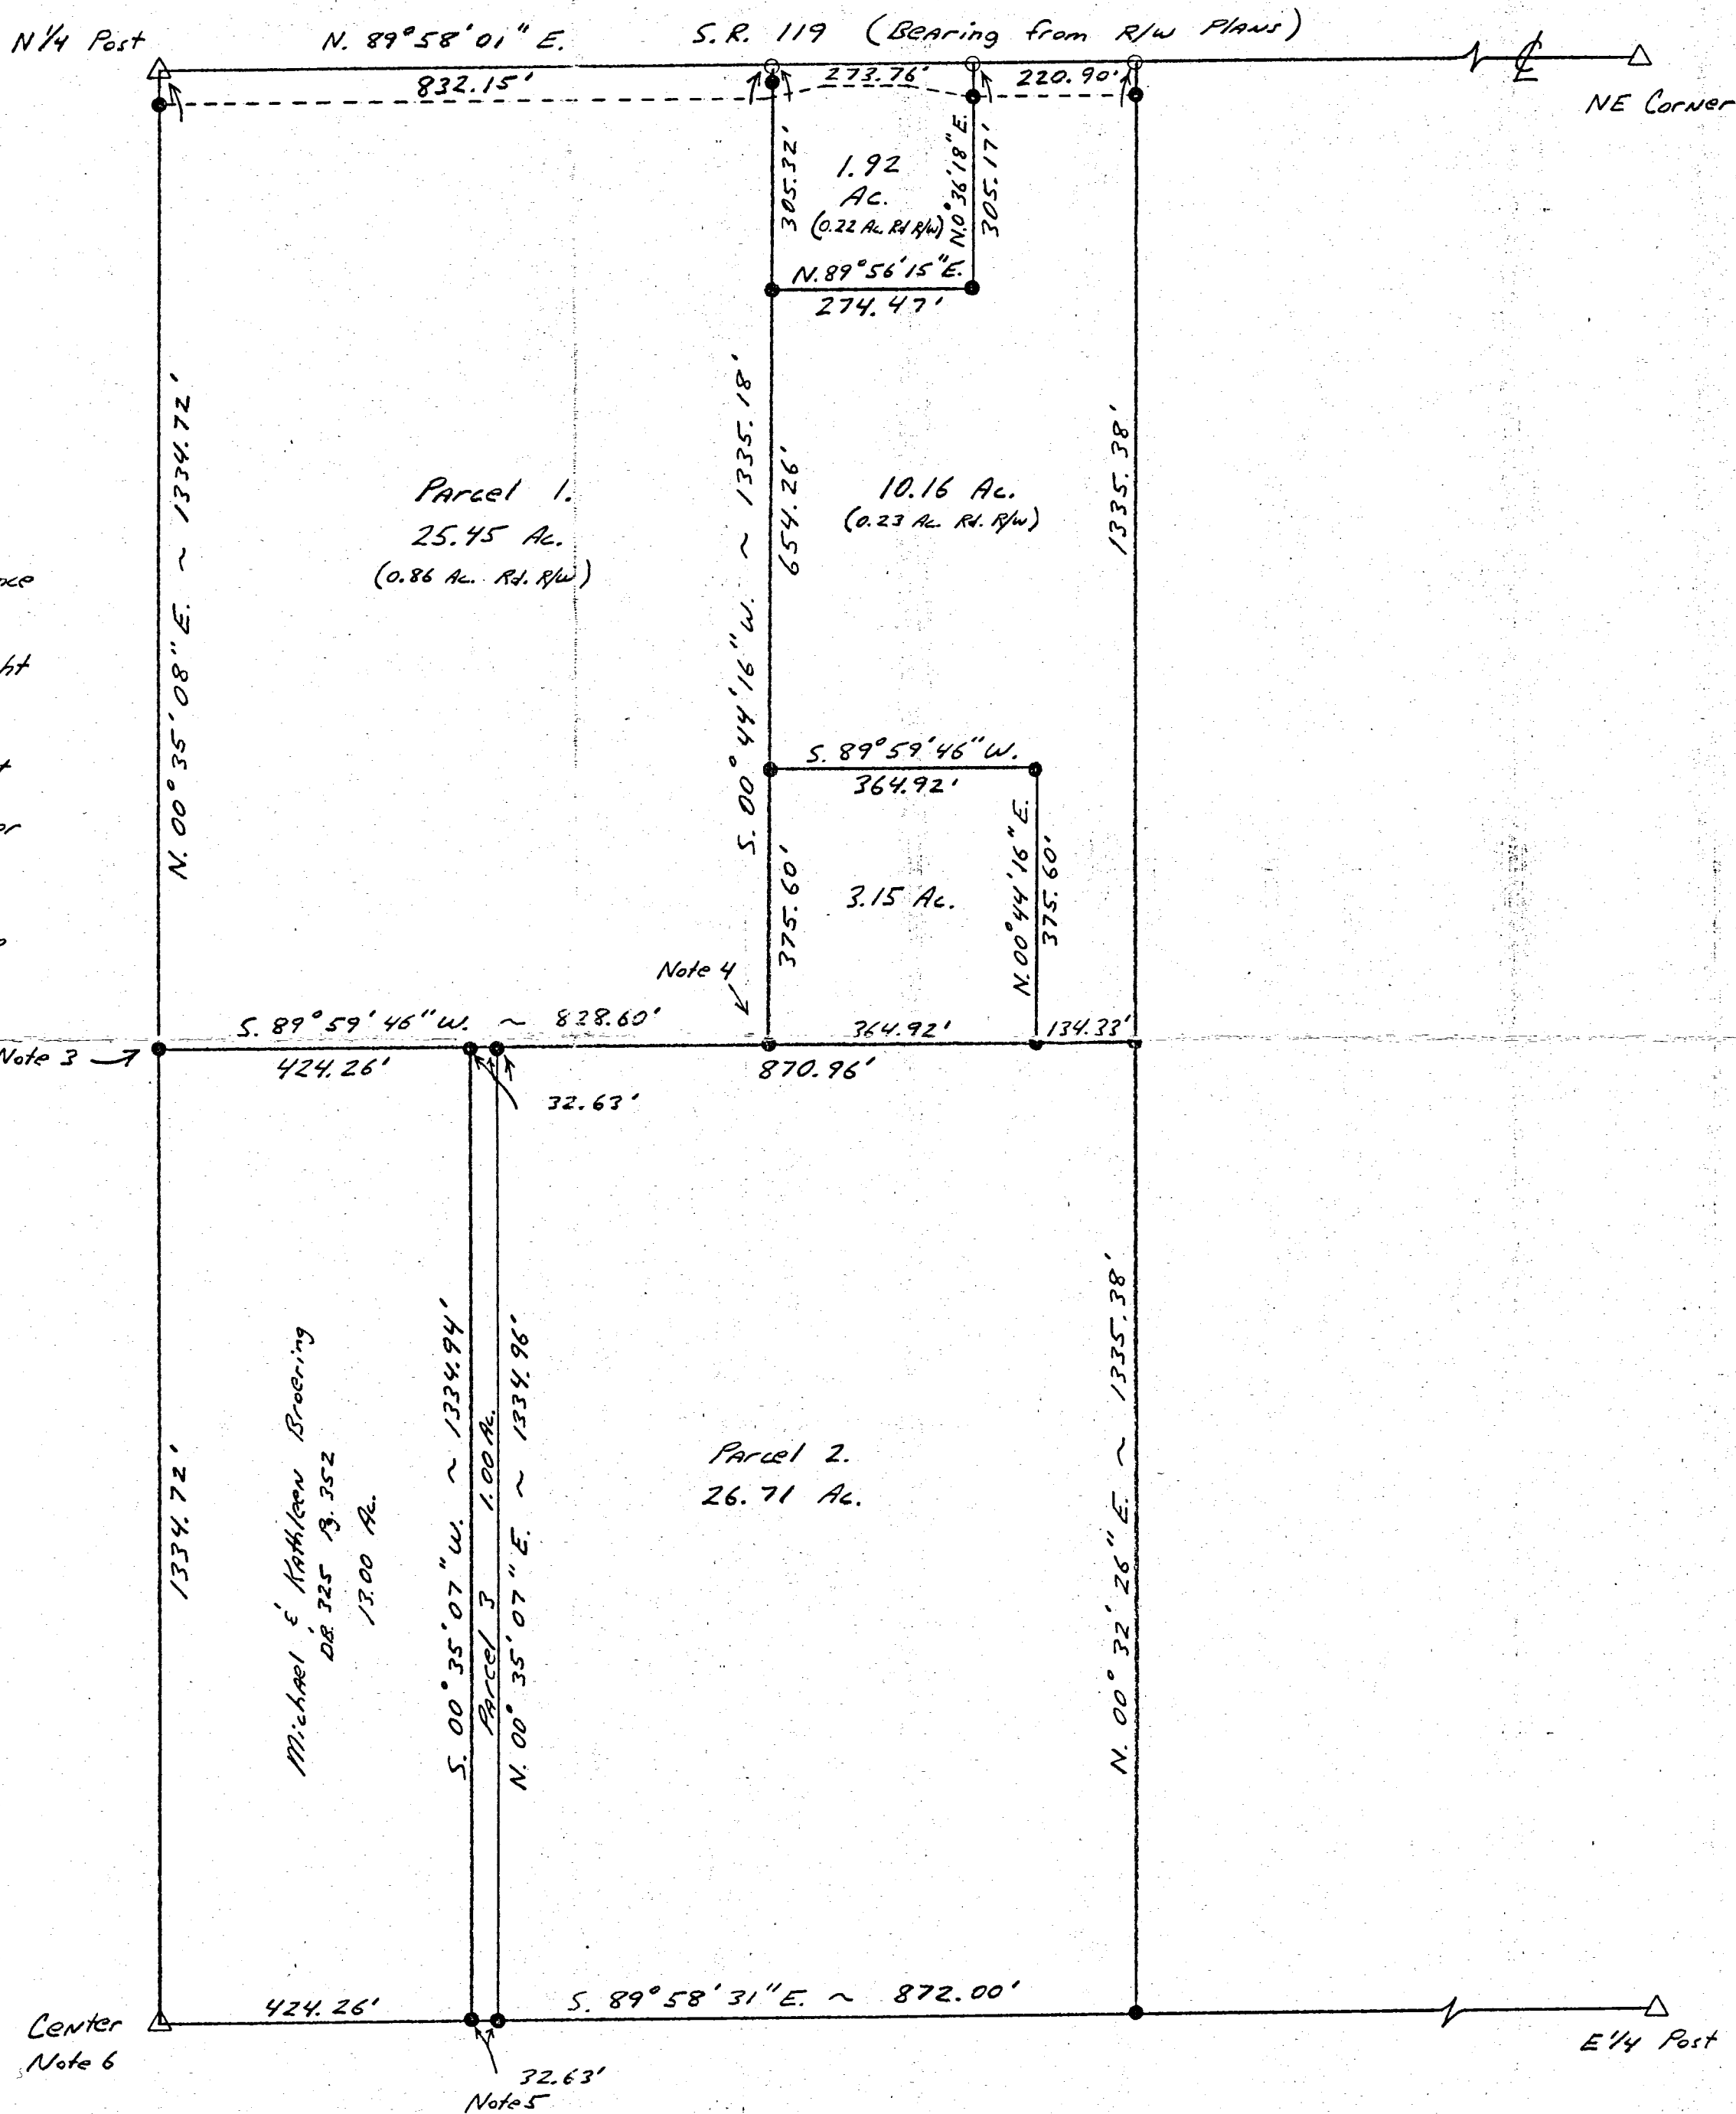 N 1/4 Post
N. 89°58'01" E.
S.R. 119 (Bearing from R/W Plans)
NE Corner
832.15'
273.76'
220.90'
305.32'
1.92
Ac.
(0.22 Ac. Rd R/W)
N.0°36'18"E.
305.17'
N.89°56'15"E.
274.47'
N. 00°35'08" E. ~ 1334.72'
Parcel 1.
25.45 Ac.
(0.86 Ac. Rd. R/W)
S. 00°44'16" W. ~ 1335.18'
654.26'
10.16 Ac.
(0.23 Ac. Rd. R/W)
1335.38'
S. 89°59'46" W.
364.92'
375.60'
3.15 Ac.
N.00°44'16" E.
375.60'
Note 4
Note 3
S. 89°59'46" W. ~ 838.60'
364.92'
134.33'
424.26'
870.96'
32.63'
1334.72'
Michael & Kathleen Broering
DB. 325 Pg. 352
13.00 Ac.
S. 00°35'07" W. ~ 1334.94'
Parcel 3 1.00 Ac.
N. 00°35'07" E. ~ 1334.96'
Parcel 2.
26.71 Ac.
N. 00°32'26" E. ~ 1335.38'
Center
Note 6
424.26'
S. 89°58'31" E. ~ 872.00'
E 1/4 Post
32.63'
Note 5